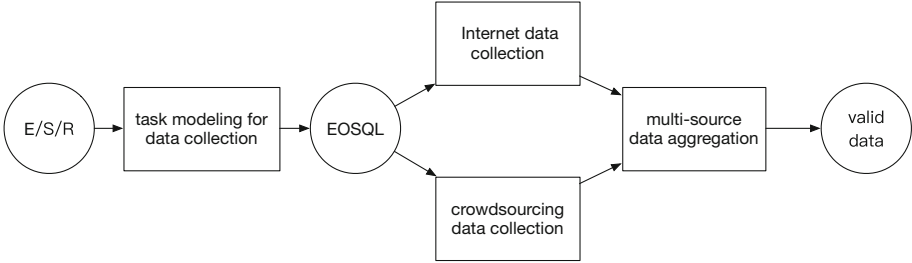 E/S/R
task modeling for
data collection
EOSQL
Internet data
collection
crowdsourcing
data collection
multi-source
data aggregation
valid
data